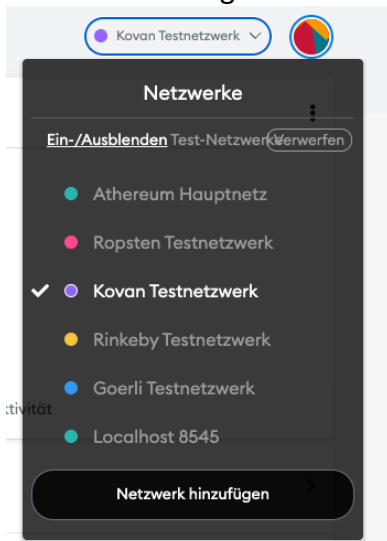 Kovan Testnetzwerk
Netzwerke
Ein-/Ausblenden Test-Netzwerke Verwerfen
Athereum Hauptnetz
Ropsten Testnetzwerk
Kovan Testnetzwerk
Rinkeby Testnetzwerk
Goerli Testnetzwerk
ktivität
Localhost 8545
Netzwerk hinzufügen